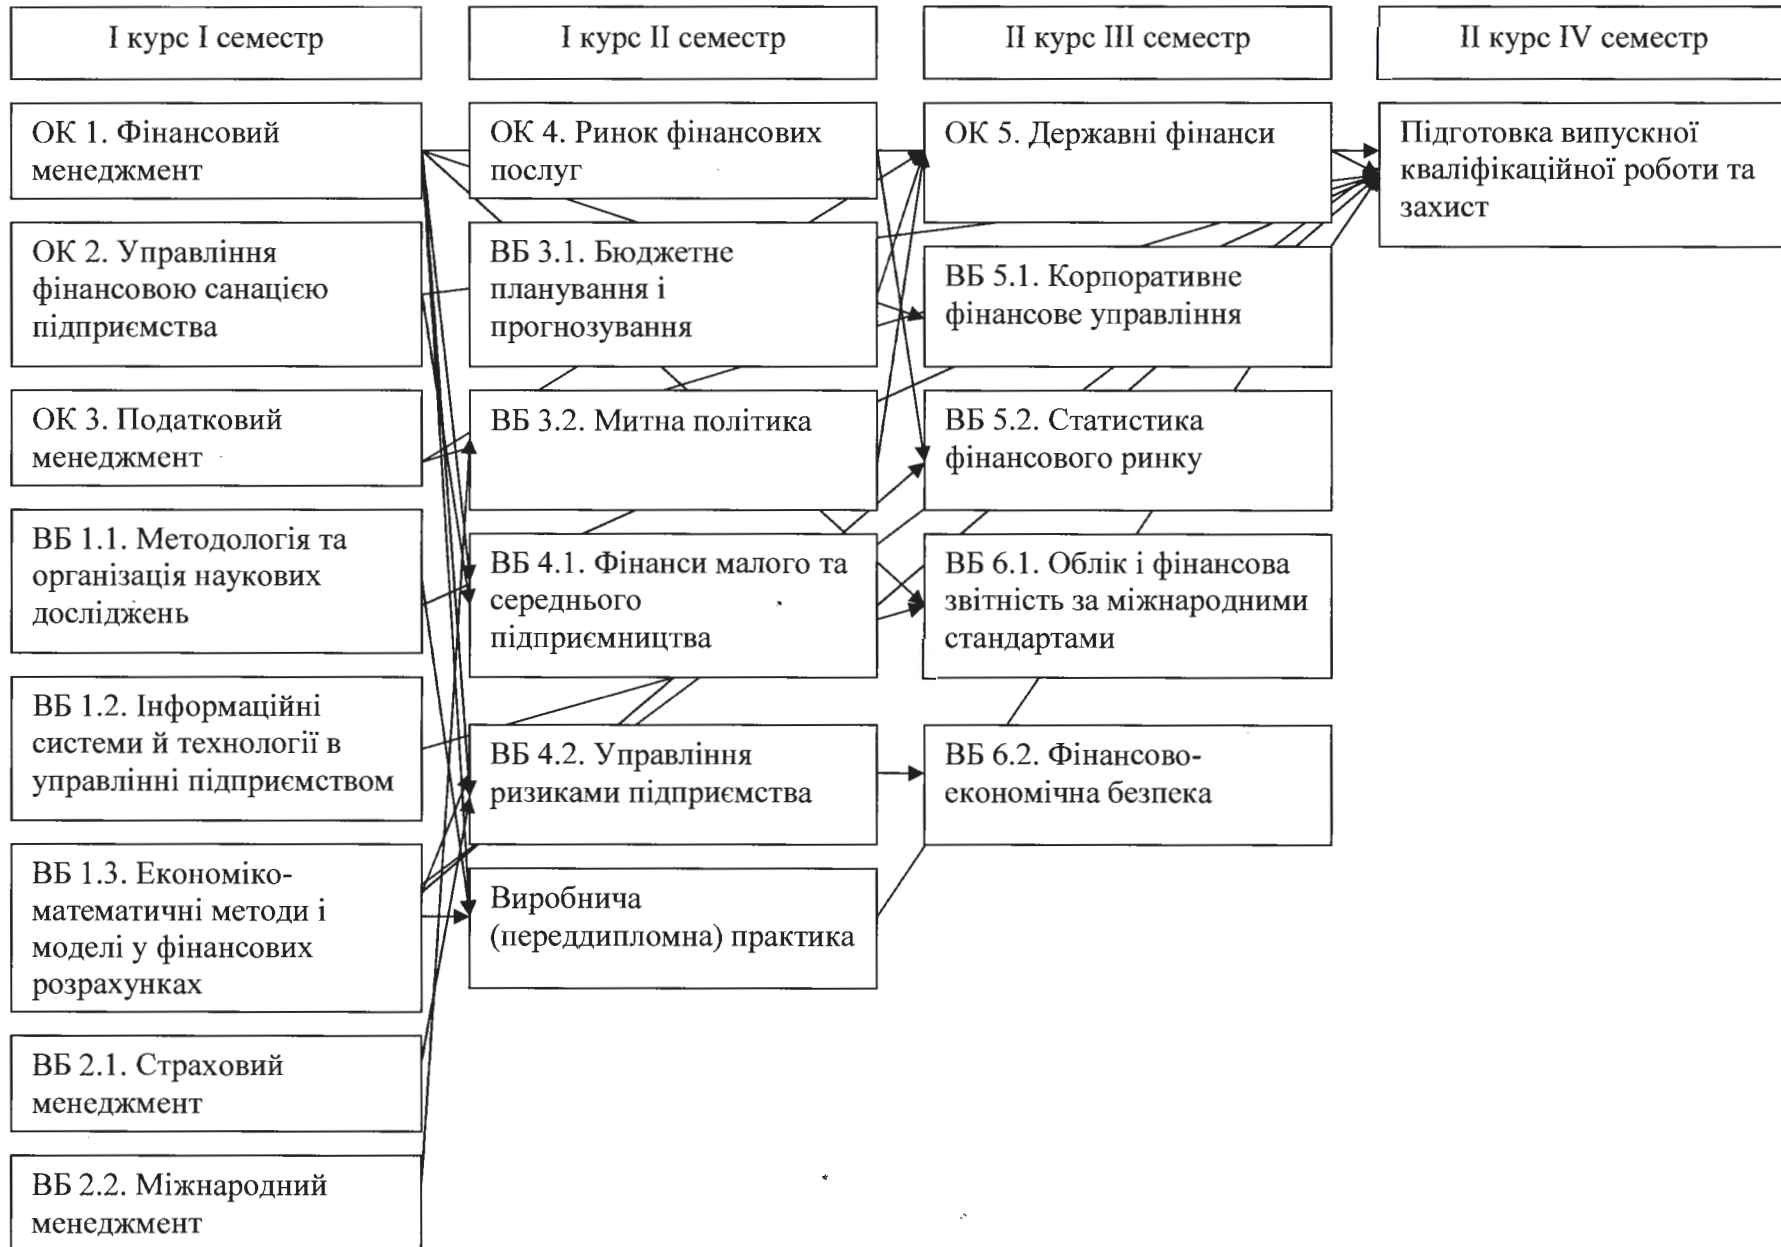 I курс I семестр
I курс II семестр
II курс III семестр
II курс IV семестр
ОК 1. Фінансовий
менеджмент
ОК 2. Управління
фінансовою санацією
підприємства
ОК 3. Податковий
менеджмент
ВБ 1.1. Методологія та
організація наукових
досліджень
ВБ 1.2. Інформаційні
системи й технології в
управлінні підприємством
ВБ 1.3. Економіко-
математичні методи і
моделі у фінансових
розрахунках
ВБ 2.1. Страховий
менеджмент
ВБ 2.2. Міжнародний
менеджмент
ОК 4. Ринок фінансових
послуг
ВБ 3.1. Бюджетне
планування і
прогнозування
ВБ 3.2. Митна політика
ВБ 4.1. Фінанси малого та
середнього
підприємництва
ВБ 4.2. Управління
ризиками підприємства
Виробнича
(переддипломна) практика
ОК 5. Державні фінанси
ВБ 5.1. Корпоративне
фінансове управління
ВБ 5.2. Статистика
фінансового ринку
ВБ 6.1. Облік і фінансова
звітність за міжнародними
стандартами
ВБ 6.2. Фінансово-
економічна безпека
Підготовка випускної
кваліфікаційної роботи та
захист